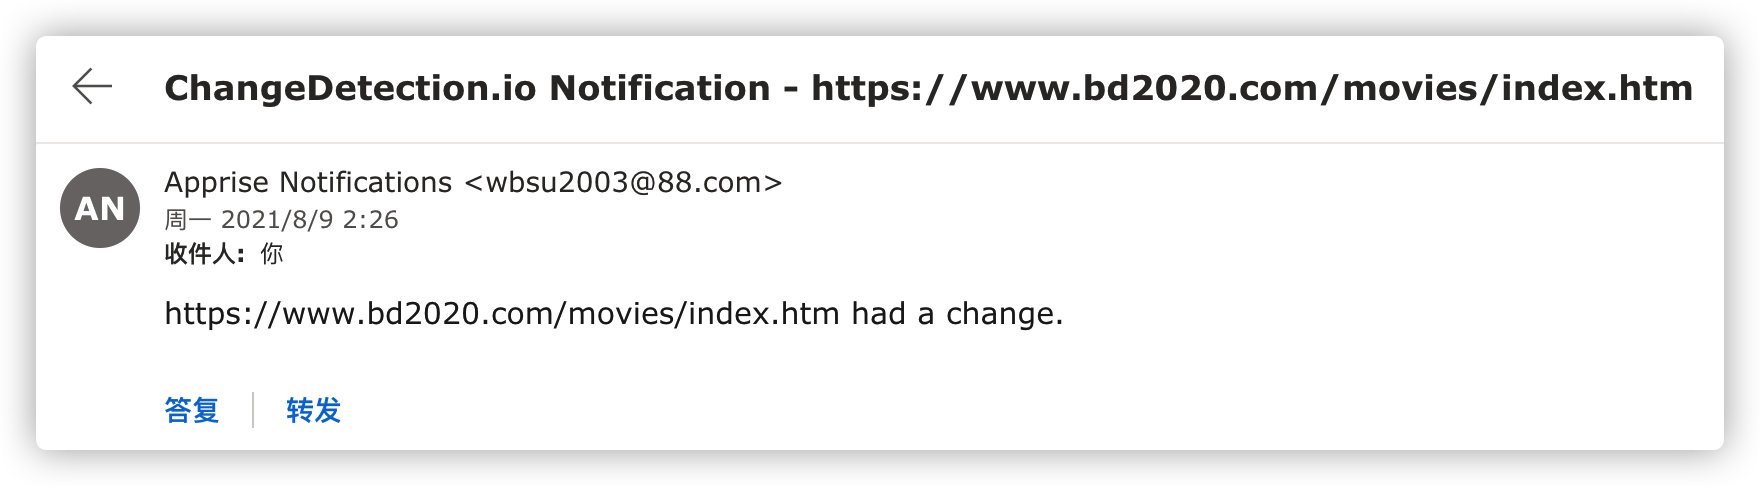 ChangeDetection.io Notification - https://www.bd2020.com/movies/index.htm
AN
Apprise Notifications <wbsu2003@88.com>
周一 2021/8/9 2:26
收件人: 你
https://www.bd2020.com/movies/index.htm had a change.
答复 转发